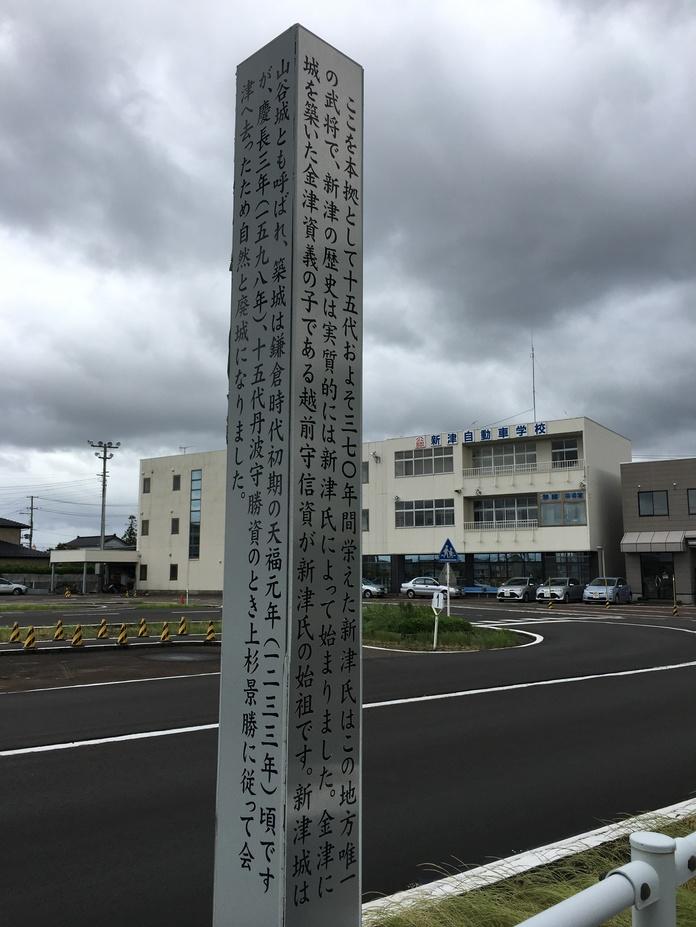 ここを本拠として十五代およそ三七〇年間栄えた新津氏はこの地方唯一
の武将で、新津の歴史は実質的には新津氏によって始まりました。金津に
城を築いた金津資義の子である越前守信資が新津氏の始祖です。新津城は
山谷城とも呼ばれ、築城は鎌倉時代初期の天福元年（一二三三年）頃です
が、慶長三年（一五九八年）、十五代丹波守勝資のとき上杉景勝に従って会
津へ去ったため自然と廃城になりました。
公認 新津自動車学校
1